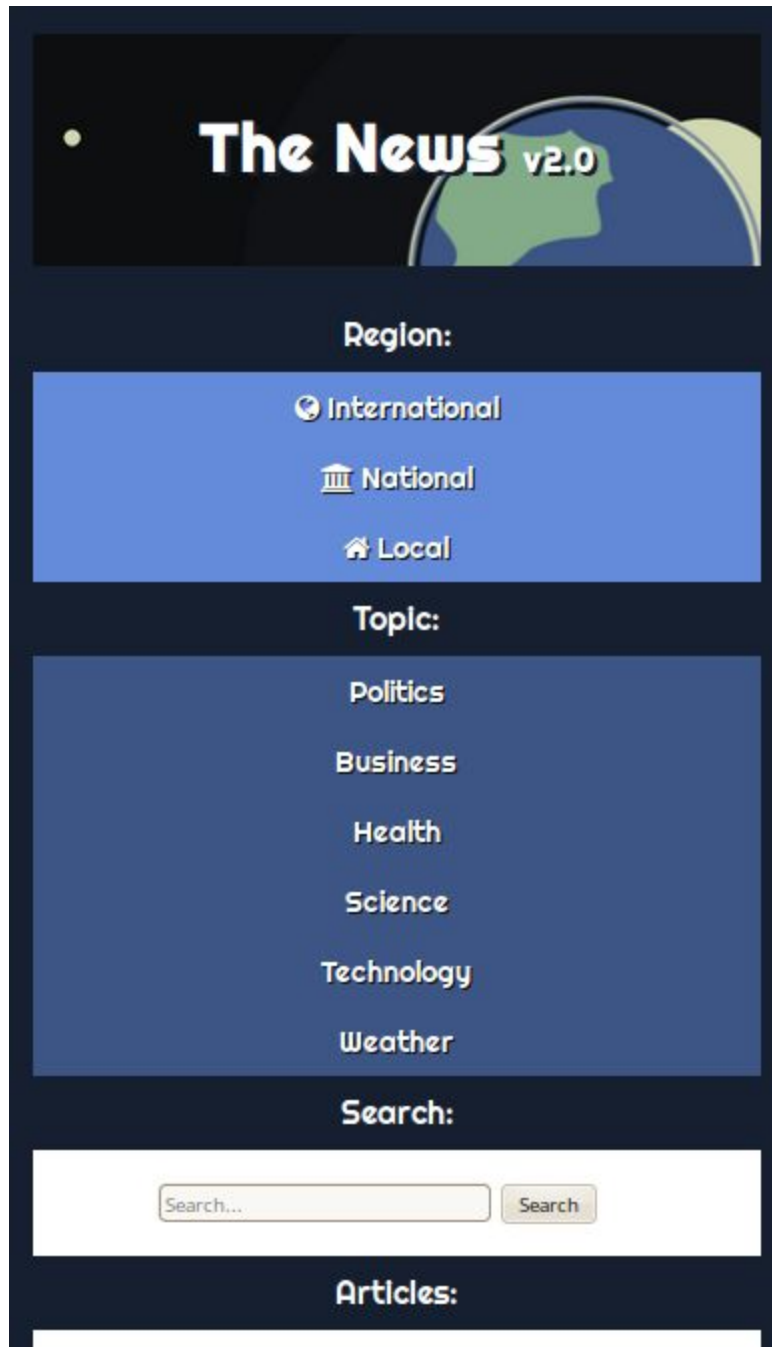 The News v2.0
Region:
International
National
Local
Topic:
Politics
Business
Health
Science
Technology
Weather
Search:
Search... Search
Articles: